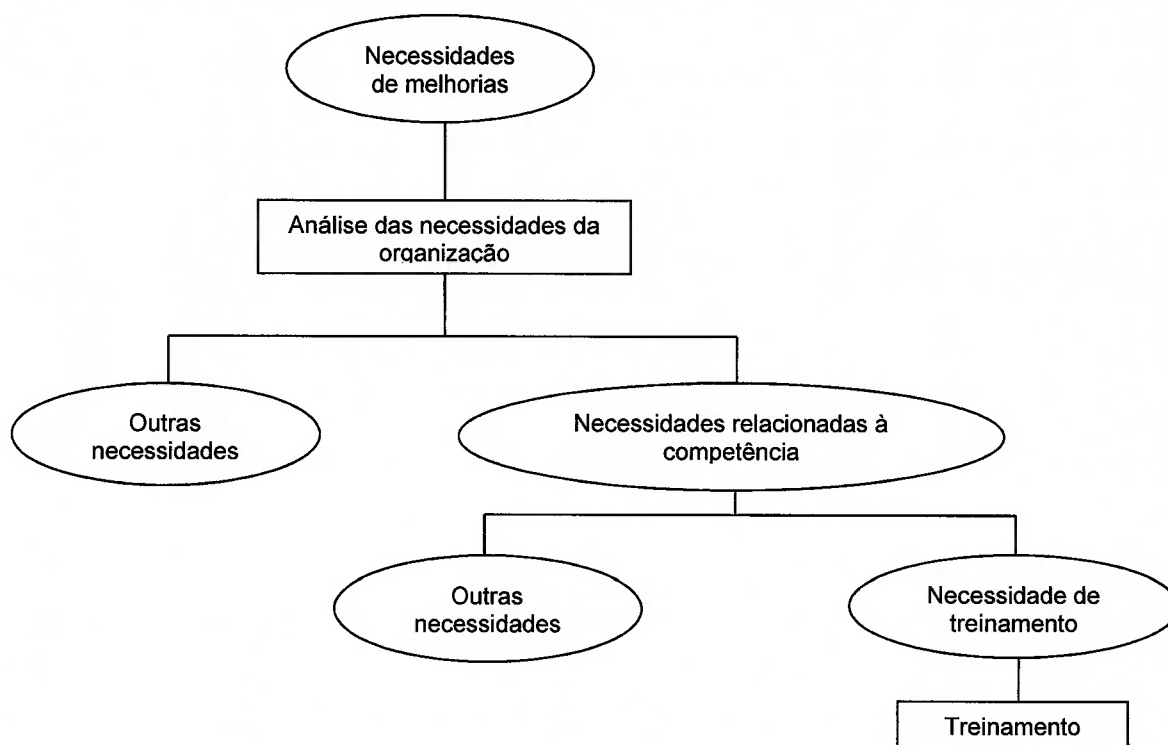 Necessidades
de melhorias
Análise das necessidades da
organização
Outras
necessidades
Necessidades relacionadas à
competência
Outras
necessidades
Necessidade de
treinamento
Treinamento